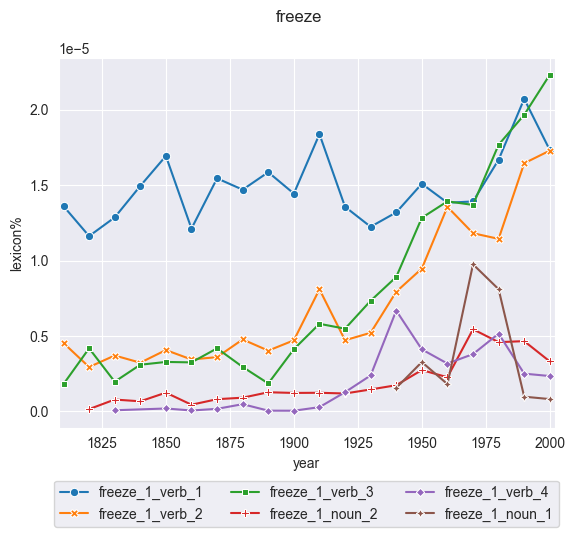 freeze
1e−5
2.0
1.5
1.0
0.5
0.0
lexicon%
1825 1850 1875 1900 1925 1950 1975 2000
year
freeze_1_verb_1 freeze_1_verb_3 freeze_1_verb_4
freeze_1_verb_2 freeze_1_noun_2 freeze_1_noun_1